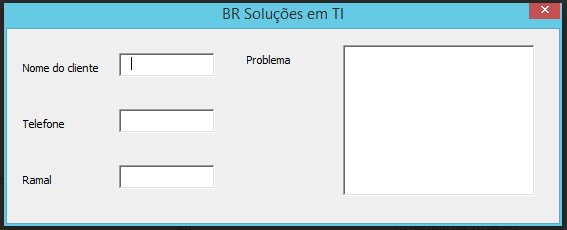 BR Soluções em TI
Nome do cliente
Problema
Telefone
Ramal